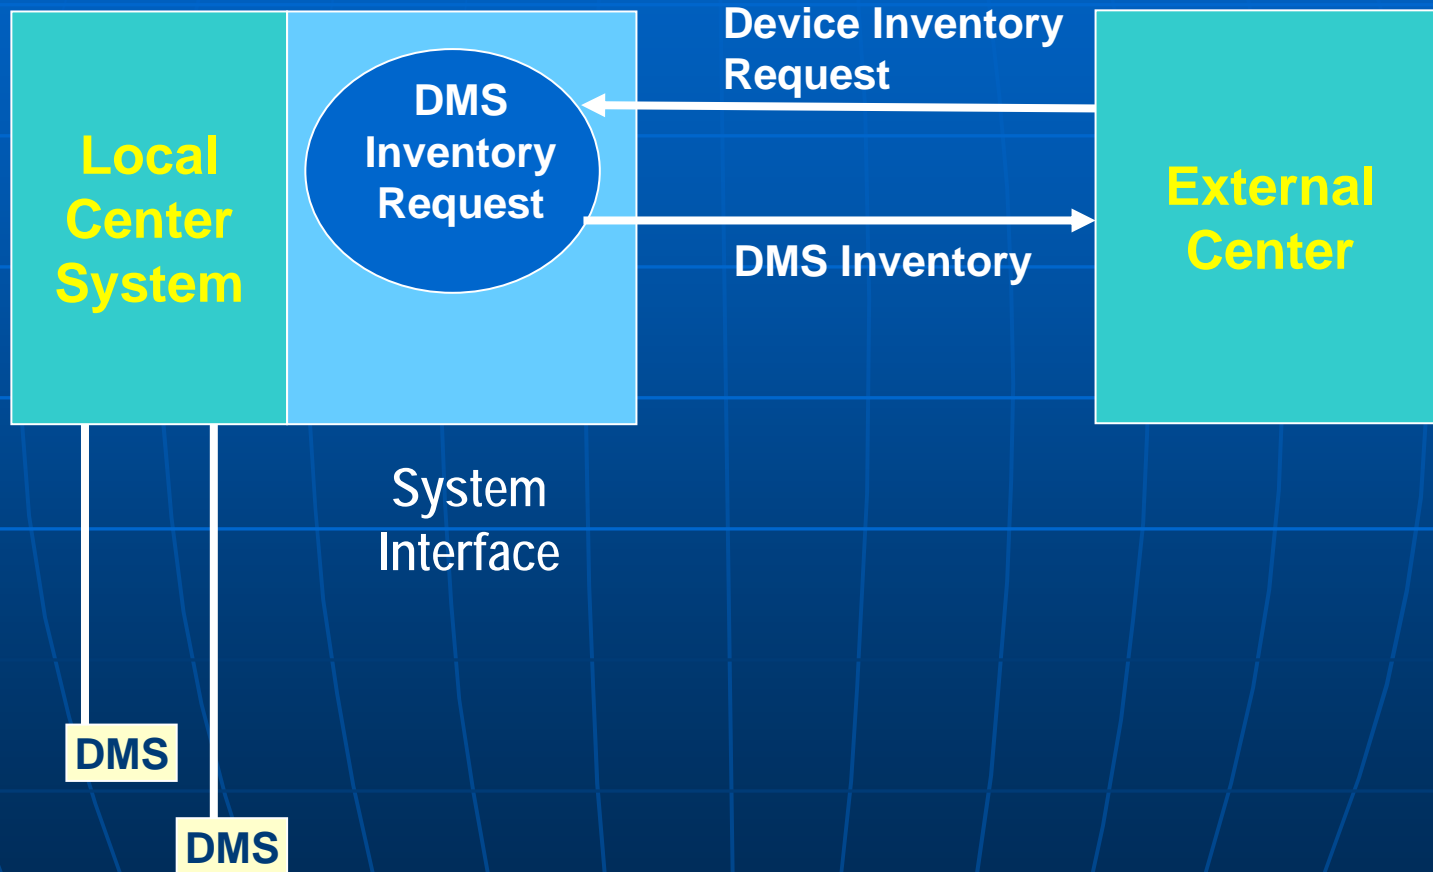 Local
Center
System
DMS
Inventory
Request
Device Inventory
Request
DMS Inventory
External
Center
System
Interface
DMS
DMS